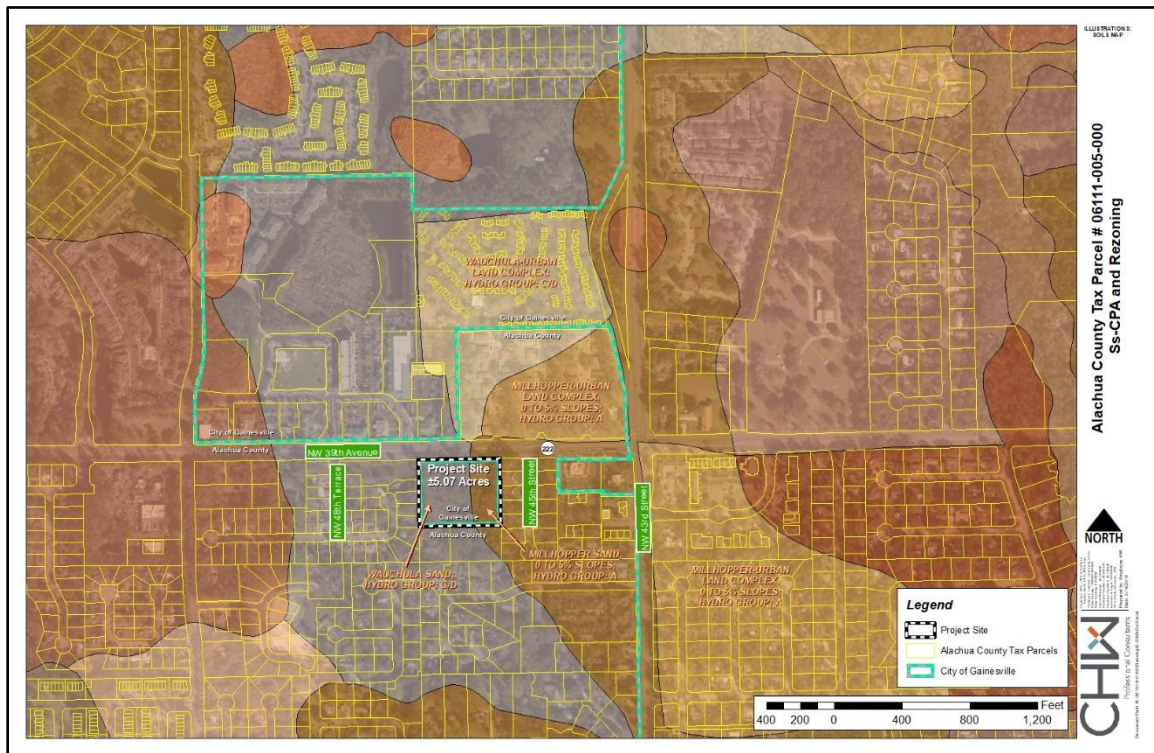 ILLUSTRATION 5:
SOILS MAP
Alachua County Tax Parcel # 06111-005-000
Ss-CPA and Rezoning
NORTH
CHW
Professional Consultants
WAUCHULA-URBAN
LAND COMPLEX;
HYDRO GROUP: C/D
City of Gainesville
Alachua County
MILLHOPPER-URBAN
LAND COMPLEX,
0 TO 5% SLOPES;
HYDRO GROUP: A
City of Gainesville
Alachua County
NW 39th Avenue
222
Project Site
±5.07 Acres
City of
Gainesville
Alachua County
NW 48th Terrace
NW 45th Street
NW 43rd Street
WAUCHULA SAND;
HYDRO GROUP: C/D
MILLHOPPER SAND,
0 TO 5% SLOPES;
HYDRO GROUP: A
MILLHOPPER-URBAN
LAND COMPLEX,
0 TO 5% SLOPES;
HYDRO GROUP: A
Legend
Project Site
Alachua County Tax Parcels
City of Gainesville
Feet
400 200 0 400 800 1,200